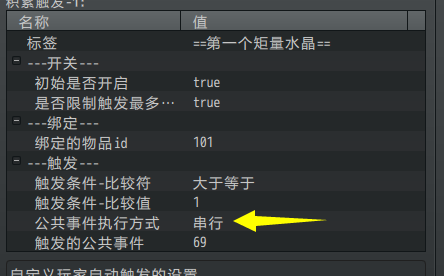 积累触发-1:
名称 值
标签 ==第一个矩量水晶==
---开关---
初始是否开启 true
是否限制触发最多… true
---绑定---
绑定的物品id 101
---触发---
触发条件-比较符 大于等于
触发条件-比较值 1
公共事件执行方式 串行
触发的公共事件 69
自定义玩家自动触发的设置